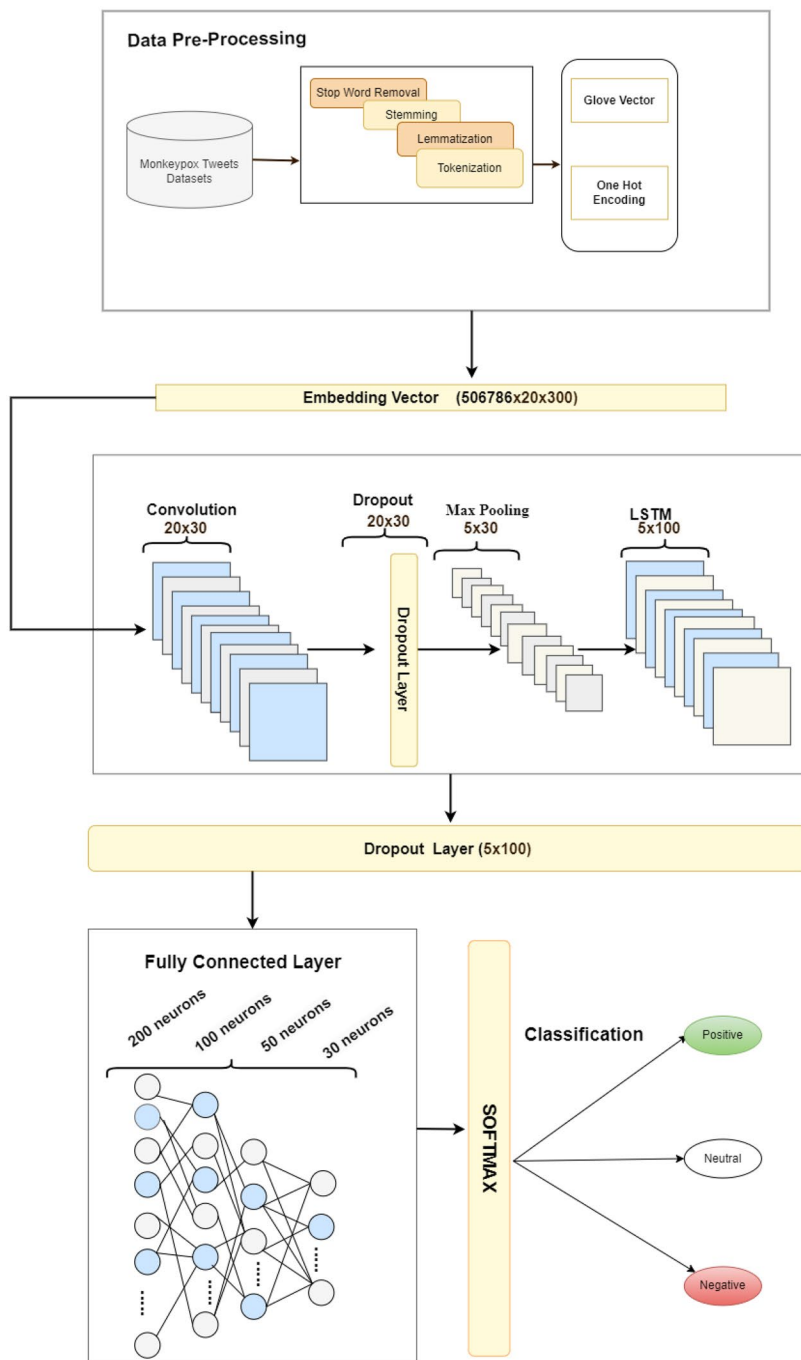 Data Pre-Processing
Monkeypox Tweets
Datasets
Stop Word Removal
Stemming
Lemmatization
Tokenization
Glove Vector
One Hot
Encoding
Embedding Vector (506786x20x300)
Convolution
20x30
Dropout
20x30
Max Pooling
5x30
LSTM
5x100
Dropout Layer
Dropout Layer (5x100)
Fully Connected Layer
200 neurons
100 neurons
50 neurons
30 neurons
SOFTMAX
Classification
Positive
Neutral
Negative